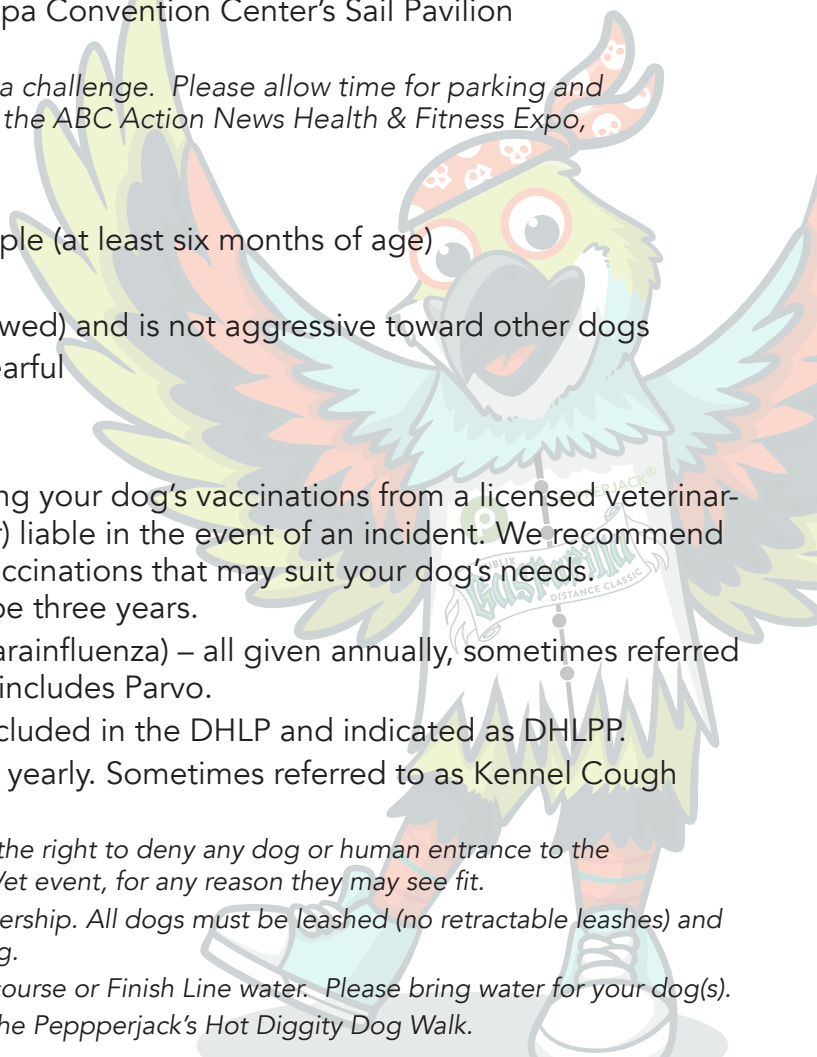 pa Convention Center's Sail Pavilion
a challenge. Please allow time for parking and
the ABC Action News Health & Fitness Expo,
ple (at least six months of age)
wed) and is not aggressive toward other dogs
earful
ng your dog's vaccinations from a licensed veterinar-
r) liable in the event of an incident. We recommend
accinations that may suit your dog's needs.
be three years.
arainfluenza) – all given annually, sometimes referred
includes Parvo.
cluded in the DHLP and indicated as DHLPP.
yearly. Sometimes referred to as Kennel Cough
the right to deny any dog or human entrance to the
Vet event, for any reason they may see fit.
ership. All dogs must be leashed (no retractable leashes) and
g.
course or Finish Line water. Please bring water for your dog(s).
he Peppperjack's Hot Diggity Dog Walk.
ERJACK®
PUBLIX
Gasparilla
DISTANCE CLASSIC